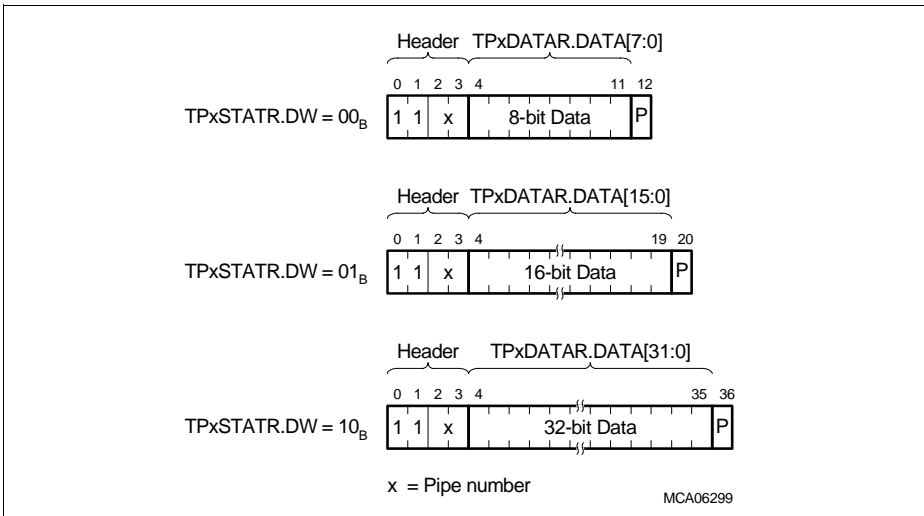 Header TPxDATAR.DATA[7:0]
0 1 2 3 4 11 12
TPxSTATR.DW = 00B 1 1 x 8-bit Data P
Header TPxDATAR.DATA[15:0]
0 1 2 3 4 19 20
TPxSTATR.DW = 01B 1 1 x 16-bit Data P
Header TPxDATAR.DATA[31:0]
0 1 2 3 4 35 36
TPxSTATR.DW = 10B 1 1 x 32-bit Data P
x = Pipe number
MCA06299